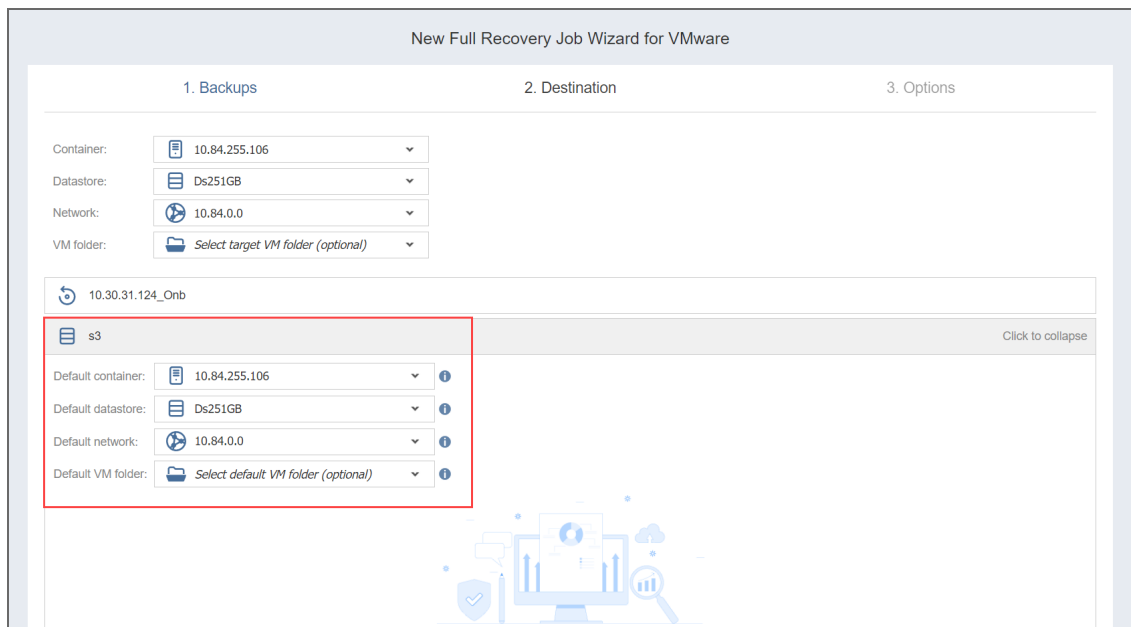 New Full Recovery Job Wizard for VMware
1. Backups 2. Destination 3. Options
Container: 10.84.255.106
Datastore: Ds251GB
Network: 10.84.0.0
VM folder: Select target VM folder (optional)
10.30.31.124_Onb
s3 Click to collapse
Default container: 10.84.255.106
Default datastore: Ds251GB
Default network: 10.84.0.0
Default VM folder: Select default VM folder (optional)